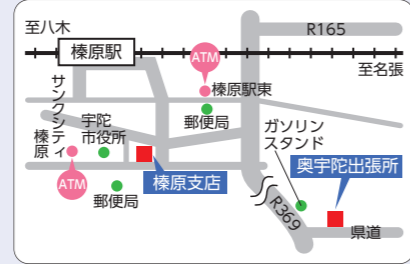 至八木
R165
榛原駅
ATM
至名張
榛原駅東
サンクシティ榛原
宇陀市役所
郵便局
ガソリン
スタンド
奥宇陀出張所
ATM
榛原支店
郵便局
R369
県道